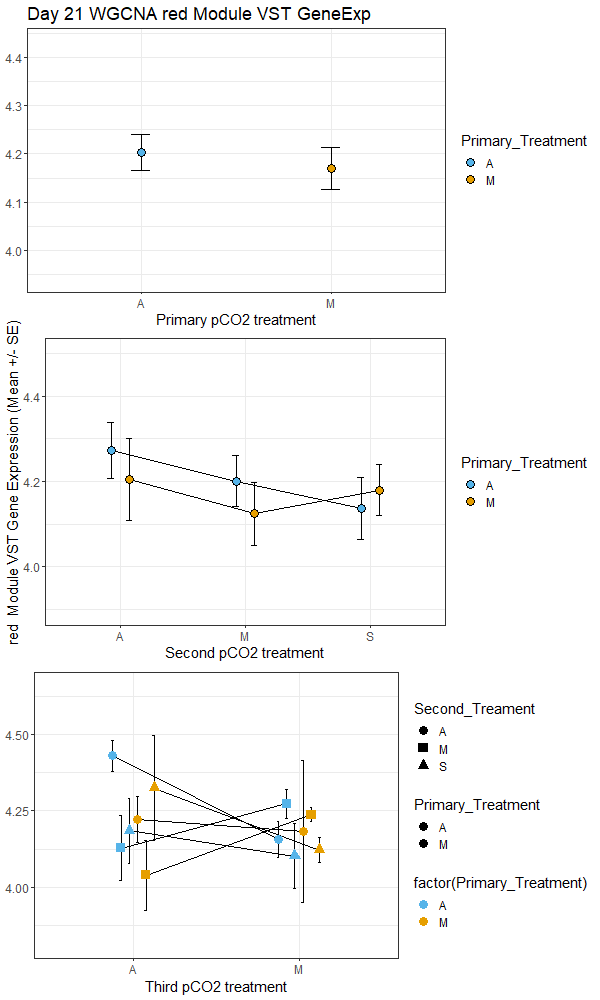 Day 21 WGCNA red Module VST GeneExp
4.4
4.3
4.2
4.1
4.0
A
M
Primary pCO2 treatment
Primary_Treatment
A
M
red Module VST Gene Expression (Mean +/- SE)
4.4
4.2
4.0
A
M
S
Second pCO2 treatment
Primary_Treatment
A
M
4.50
4.25
4.00
A
M
Third pCO2 treatment
Second_Treament
A
M
S
Primary_Treatment
A
M
factor(Primary_Treatment)
A
M